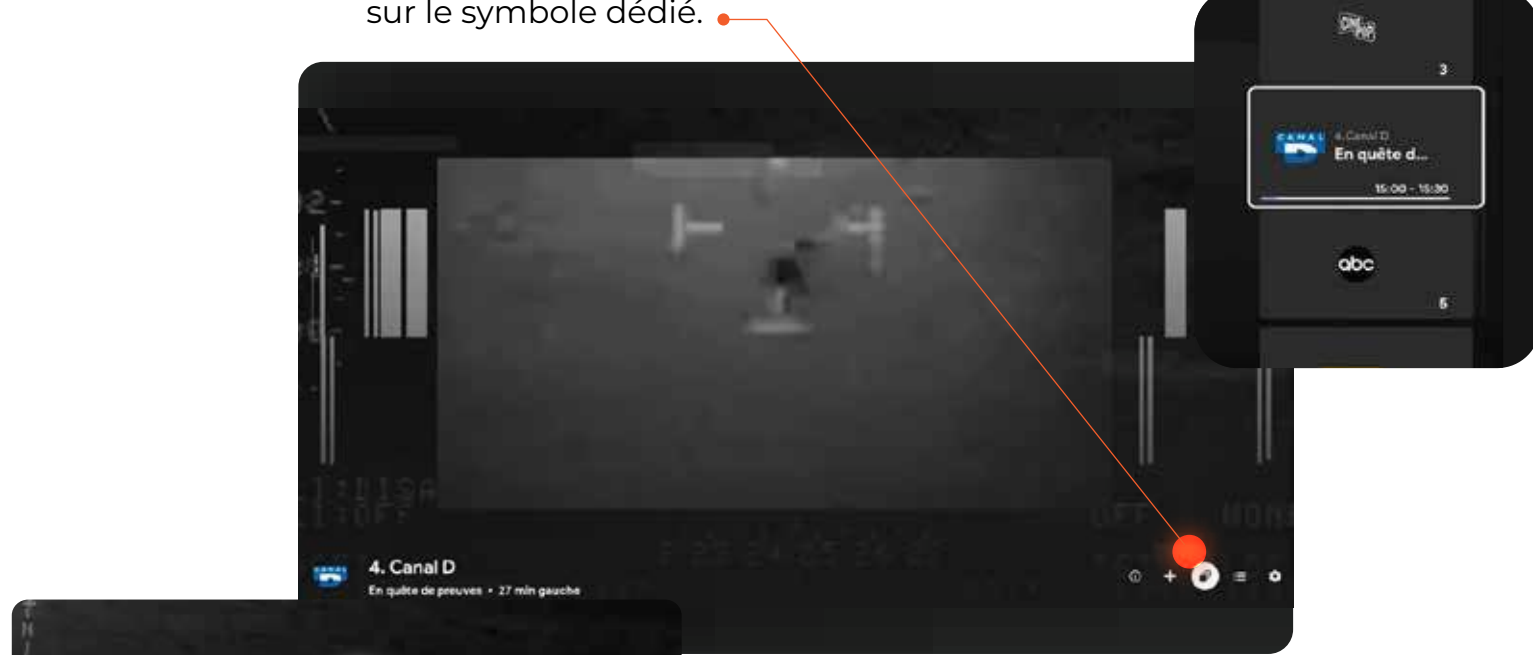 sur le symbole dédié.
3
CANAL D
4. Canal D
En quête d...
15:00 - 15:30
abc
5
4. Canal D
En quête de preuves • 27 min gauche